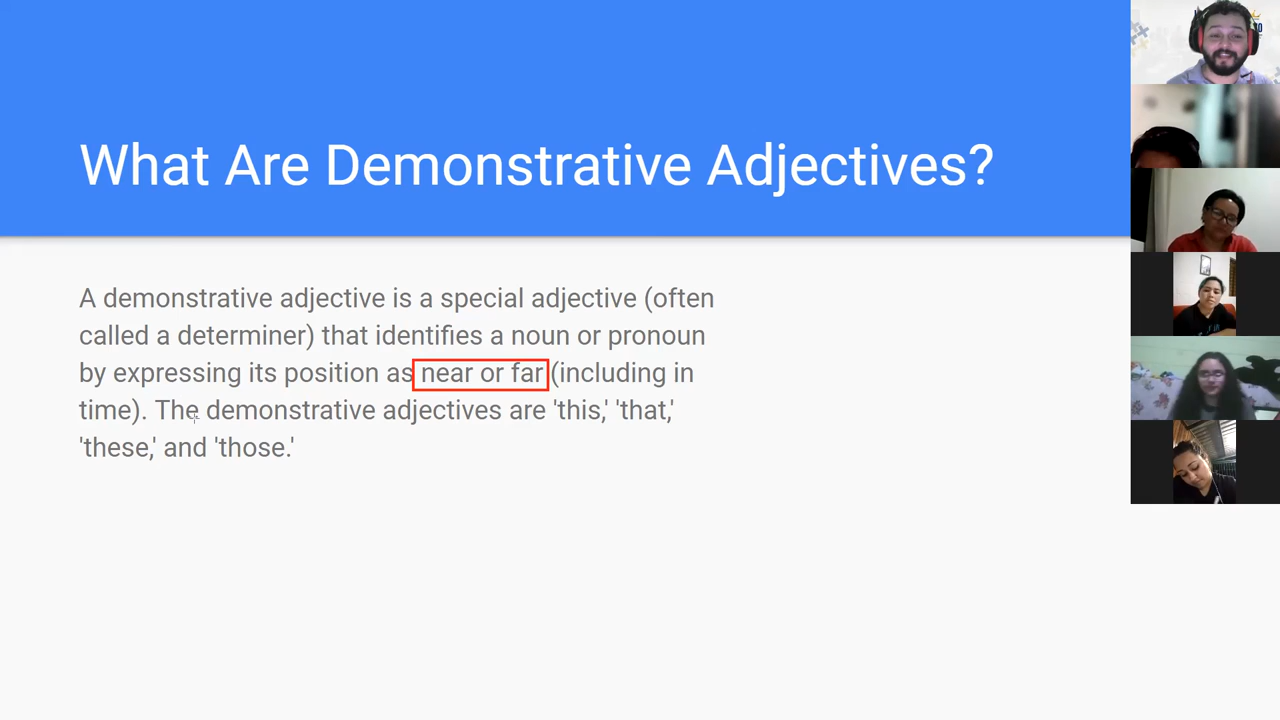 What Are Demonstrative Adjectives?
A demonstrative adjective is a special adjective (often
called a determiner) that identifies a noun or pronoun
by expressing its position as near or far (including in
time). The demonstrative adjectives are 'this,' 'that,'
'these,' and 'those.'